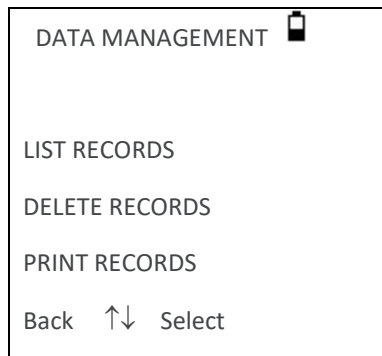 DATA MANAGEMENT
LIST RECORDS
DELETE RECORDS
PRINT RECORDS
Back ↑↓ Select